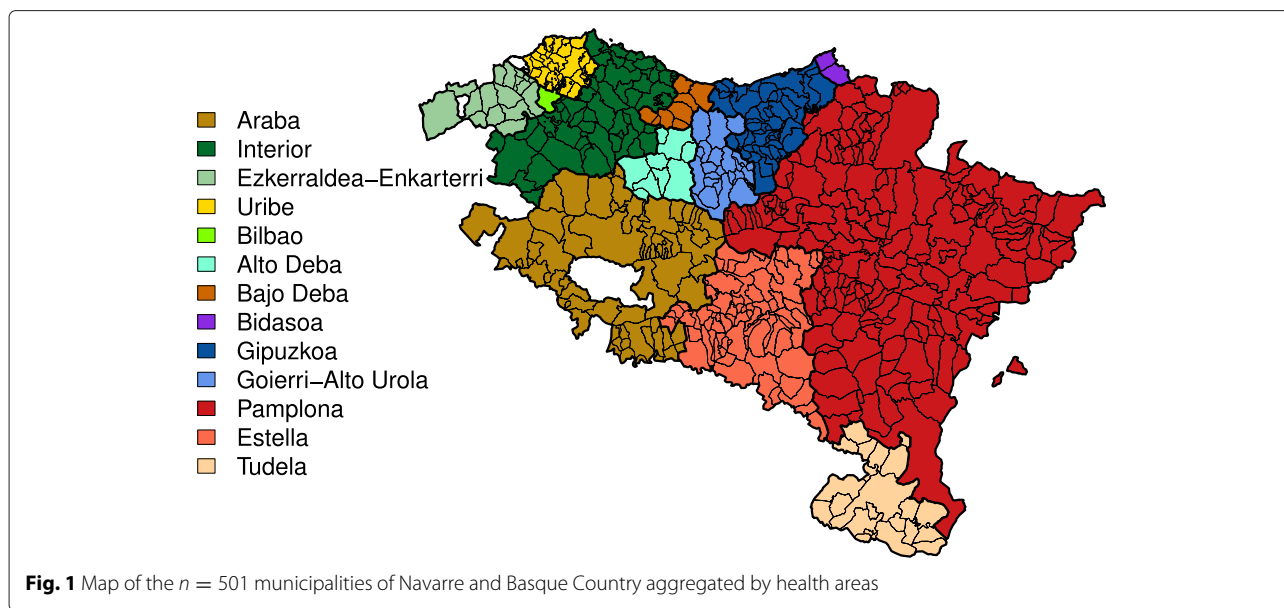 Araba
Interior
Ezkerraldea−Enkarterri
Uribe
Bilbao
Alto Deba
Bajo Deba
Bidasoa
Gipuzkoa
Goierri−Alto Urola
Pamplona
Estella
Tudela
Fig. 1 Map of the n = 501 municipalities of Navarre and Basque Country aggregated by health areas